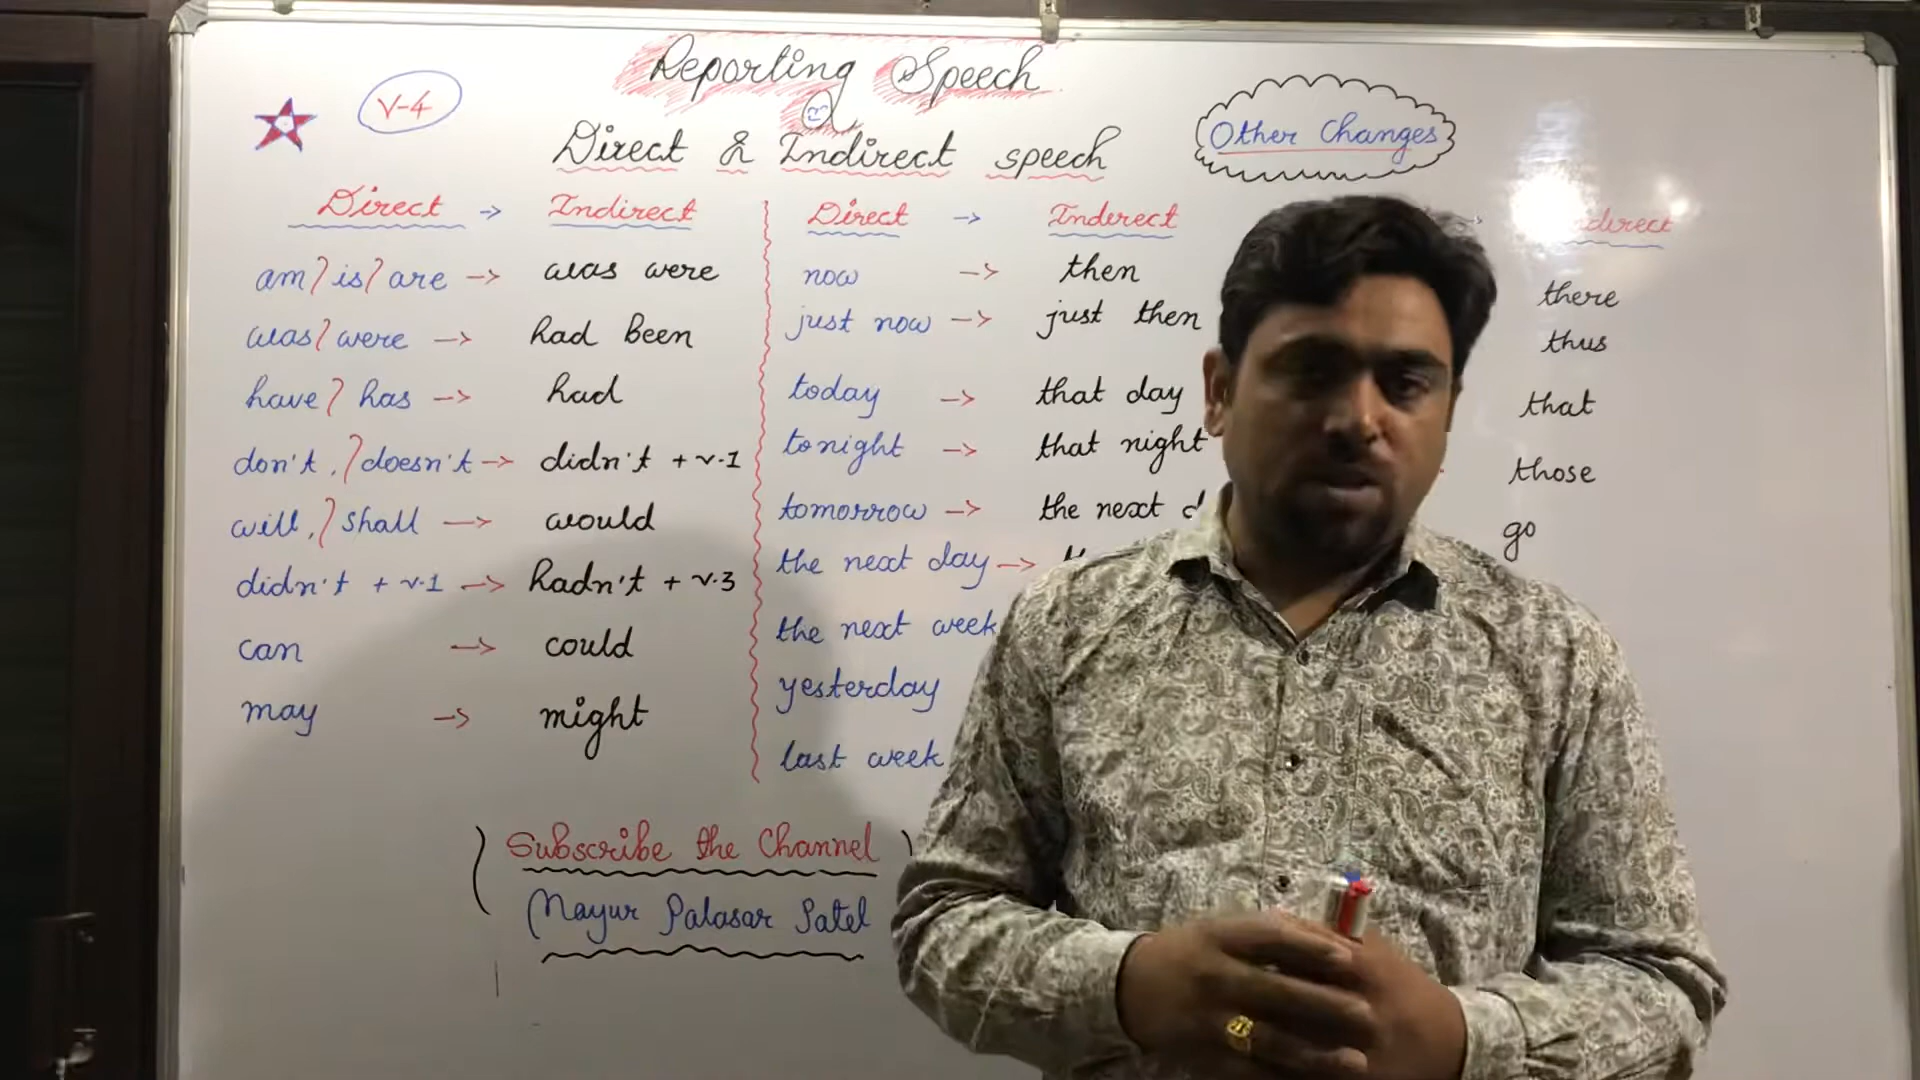 Reporting Speech
V-4
Direct & Indirect speech
Other Changes
Direct -> Indirect
am / is / are -> was were
was / were -> had been
have / has -> had
don't, / doesn't -> didn't + v.1
will, / shall -> would
didn't + v.1 -> hadn't + v.3
can -> could
may -> might
Direct -> Inderect
now -> then
just now -> just then
today -> that day
tonight -> that night
tomorrow -> the next d
the next day ->
the next week
yesterday
last week
direct
there
thus
that
those
go
Subscribe the Channel
Mayur Palasar Patel